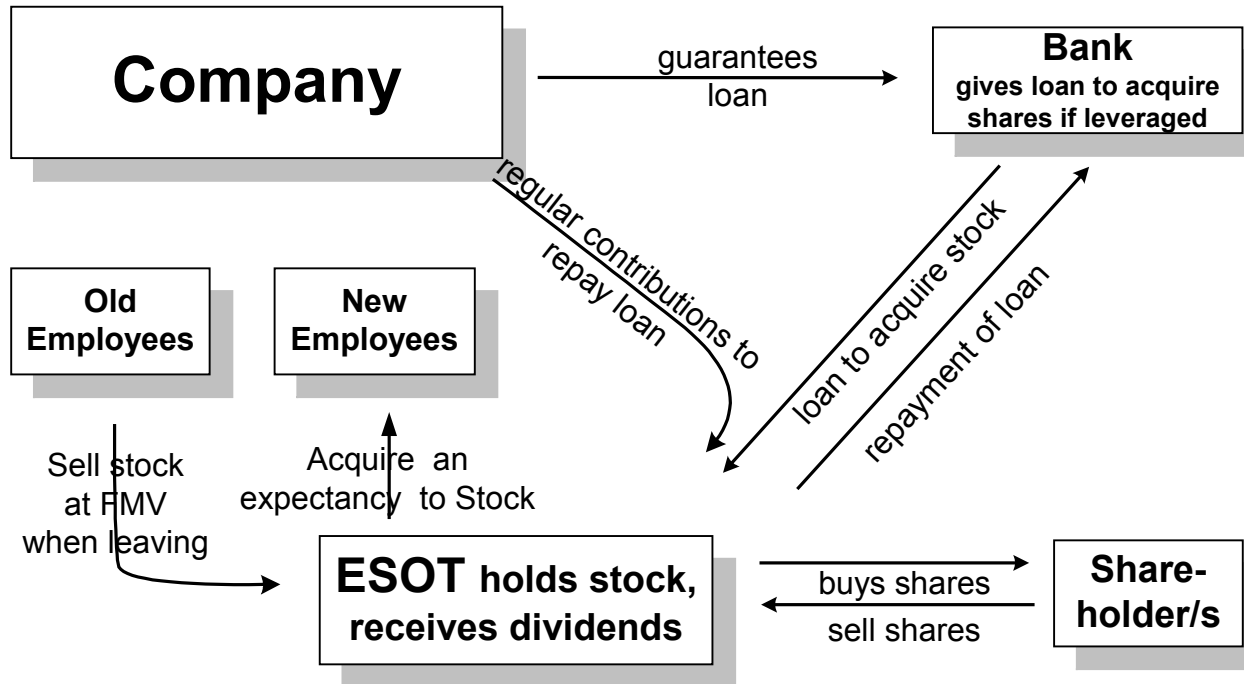 Company
guarantees
loan
Bank
gives loan to acquire
shares if leveraged
regular contributions to
repay loan
loan to acquire stock
repayment of loan
Old
Employees
New
Employees
Sell stock
at FMV
when leaving
Acquire an
expectancy to Stock
ESOT holds stock,
receives dividends
buys shares
sell shares
Share-
holder/s